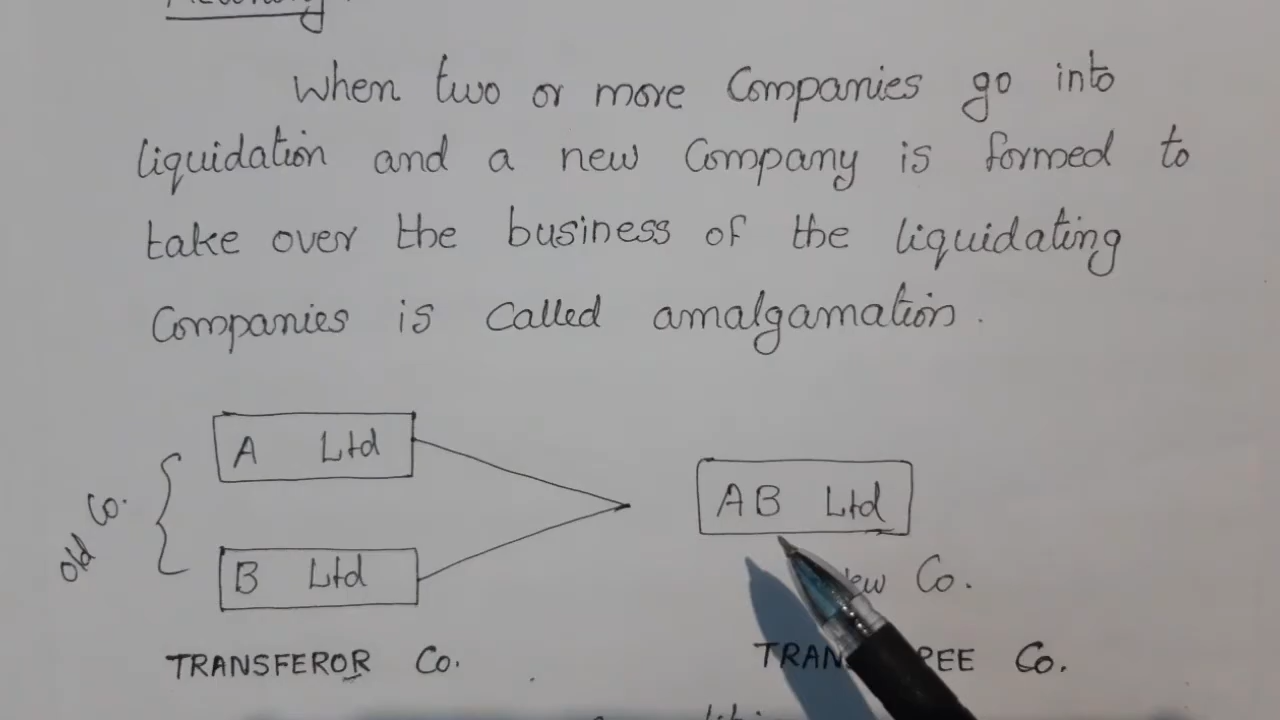 When two or more Companies go into
liquidation and a new Company is formed to
take over the business of the liquidating
Companies is called amalgamation.
A Ltd
AB Ltd
Old Co.
B Ltd
Co.
TRANSFEROR Co.
Co.